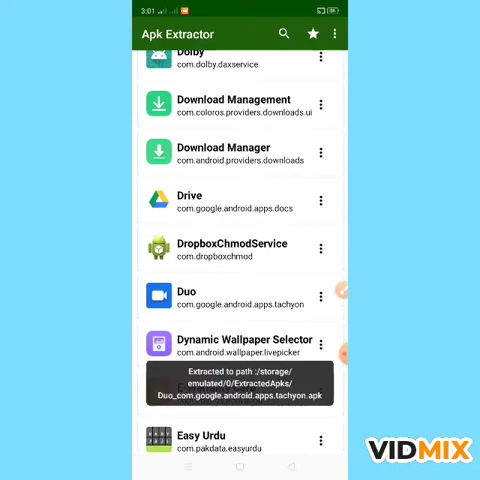 3:01
Apk Extractor
Dolby
com.dolby.daxservice
Download Management
com.coloros.providers.downloads.ui
Download Manager
com.android.providers.downloads
Drive
com.google.android.apps.docs
DropboxChmodService
com.dropboxchmod
Duo
com.google.android.apps.tachyon
Dynamic Wallpaper Selector
com.android.wallpaper.livepicker
Extracted to path :/storage/
emulated/0/ExtractedApks/
Duo_com.google.android.apps.tachyon.apk
Easy Urdu
com.pakdata.easyurdu
VIDMIX